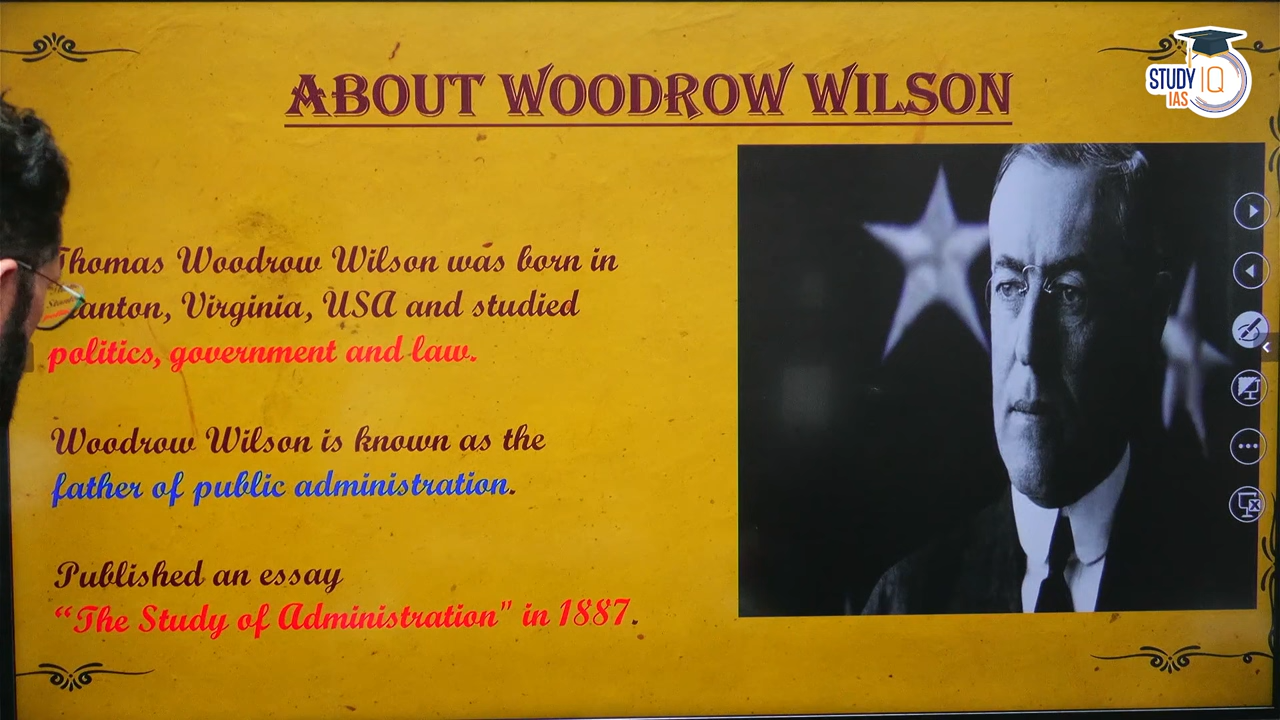 STUDY IQ
IAS
ABOUT WOODROW WILSON
Thomas Woodrow Wilson was born in
anton, Virginia, USA and studied
politics, government and law.
Woodrow Wilson is known as the
father of public administration.
Published an essay
“The Study of Administration" in 1887.